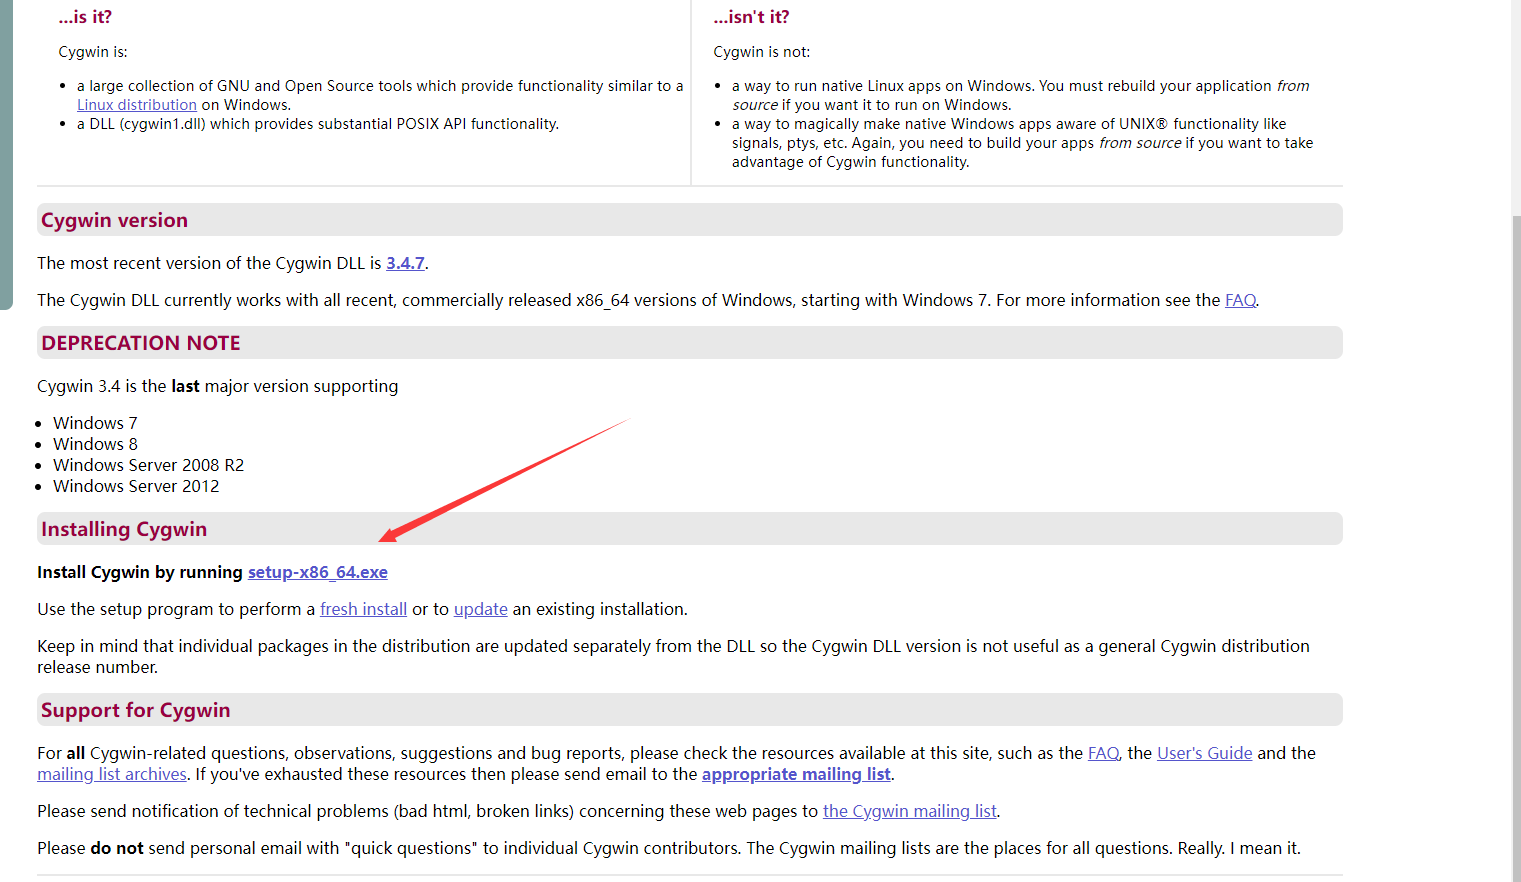 ...is it?
Cygwin is:
a large collection of GNU and Open Source tools which provide functionality similar to a
Linux distribution on Windows.
a DLL (cygwin1.dll) which provides substantial POSIX API functionality.
...isn't it?
Cygwin is not:
a way to run native Linux apps on Windows. You must rebuild your application from
source if you want it to run on Windows.
a way to magically make native Windows apps aware of UNIX® functionality like
signals, ptys, etc. Again, you need to build your apps from source if you want to take
advantage of Cygwin functionality.
Cygwin version
The most recent version of the Cygwin DLL is 3.4.7.
The Cygwin DLL currently works with all recent, commercially released x86_64 versions of Windows, starting with Windows 7. For more information see the FAQ.
DEPRECATION NOTE
Cygwin 3.4 is the last major version supporting
Windows 7
Windows 8
Windows Server 2008 R2
Windows Server 2012
Installing Cygwin
Install Cygwin by running setup-x86_64.exe
Use the setup program to perform a fresh install or to update an existing installation.
Keep in mind that individual packages in the distribution are updated separately from the DLL so the Cygwin DLL version is not useful as a general Cygwin distribution
release number.
Support for Cygwin
For all Cygwin-related questions, observations, suggestions and bug reports, please check the resources available at this site, such as the FAQ, the User's Guide and the
mailing list archives. If you've exhausted these resources then please send email to the appropriate mailing list.
Please send notification of technical problems (bad html, broken links) concerning these web pages to the Cygwin mailing list.
Please do not send personal email with "quick questions" to individual Cygwin contributors. The Cygwin mailing lists are the places for all questions. Really. I mean it.